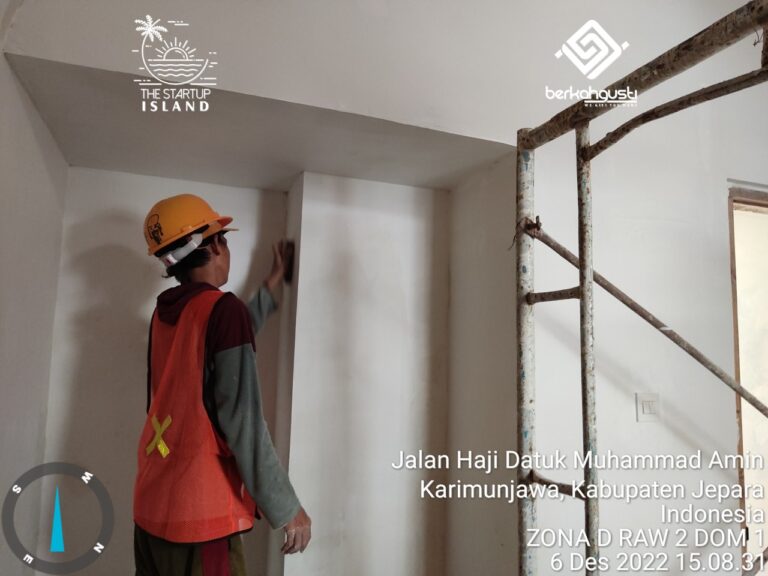 THE STARTUP
ISLAND
berkahgusti
Jalan Haji Datuk Muhammad Amin
Karimunjawa, Kabupaten Jepara
Indonesia
ZONA D RAW 2 DOM 1
6 Des 2022 15.08.31
S
W
E
N